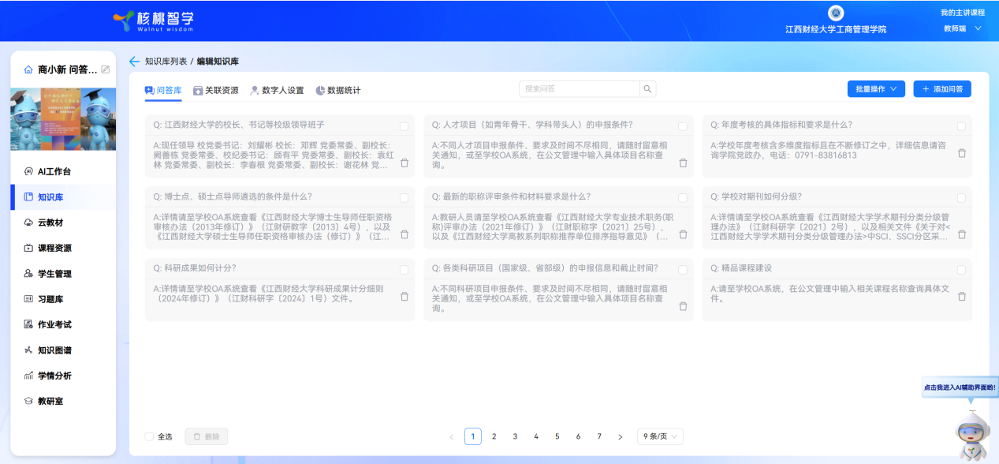 核桃智学
Walnut wisdom
江西财经大学工商管理学院
我的主讲课程
教师端
商小新 问答...
AI工作台
知识库
云教材
课程资源
学生管理
习题库
作业考试
知识图谱
学情分析
教研室
知识库列表 / 编辑知识库
问答库
关联资源
数字人设置
数据统计
搜索问答
批量操作
+ 添加问答
Q: 江西财经大学的校长、书记等校级领导班子
A:现任领导 校党委书记：刘耀彬 校长：邓辉 党委常委、副校长：
阙善栋 党委常委、校纪委书记：顾有平 党委常委、副校长：袁红
林 党委常委、副校长：李春根 党委常委、副校长：谢花林 党...
Q: 人才项目（如青年骨干、学科带头人）的申报条件？
A:不同人才项目申报条件、要求及时间不尽相同，请随时留意相
关通知，或至学校OA系统，在公文管理中输入具体项目名称查
询。
Q: 年度考核的具体指标和要求是什么？
A:学校年度考核含多维度指标且在不断修订之中，详细信息请咨
询学院党政办，电话：0791-83816813
Q: 博士点、硕士点导师遴选的条件是什么？
A:详情请至学校OA系统查看《江西财经大学博士生导师任职资格
审核办法（2013年修订）》（江财研教字〔2013〕4号），以及
《江西财经大学硕士生导师任职资格审核办法（修订）》（江...
Q: 最新的职称评审条件和材料要求是什么？
A:教研人员请至学校OA系统查看《江西财经大学专业技术职务(职
称)评审办法（2021年修订）》（江财职称字〔2021〕25号），
以及《江西财经大学高教系列职称推荐单位排序指导意见》（...
Q: 学校对期刊如何分级？
A:详情请至学校OA系统查看《江西财经大学学术期刊分类分级管
理办法》（江财科研字〔2021〕2号），以及相关文件《关于对<
江西财经大学学术期刊分类分级管理办法>中SCI、SSCI分区采...
Q: 科研成果如何计分？
A:详情请至学校OA系统查看《江西财经大学科研成果计分细则
（2024年修订）》（江财科研字〔2024〕1号）文件。
Q: 各类科研项目（国家级、省部级）的申报信息和截止时间？
A:不同科研项目申报条件、要求及时间不尽相同，请随时留意相
关通知，或至学校OA系统，在公文管理中输入具体项目名称查
询。
Q: 精品课程建设
A:请至学校OA系统，在公文管理中输入相关课程名称查询具体文
件。
点击我进入AI辅助界面哟！
全选
删除
< 1 2 3 4 5 6 7 > 9 条/页